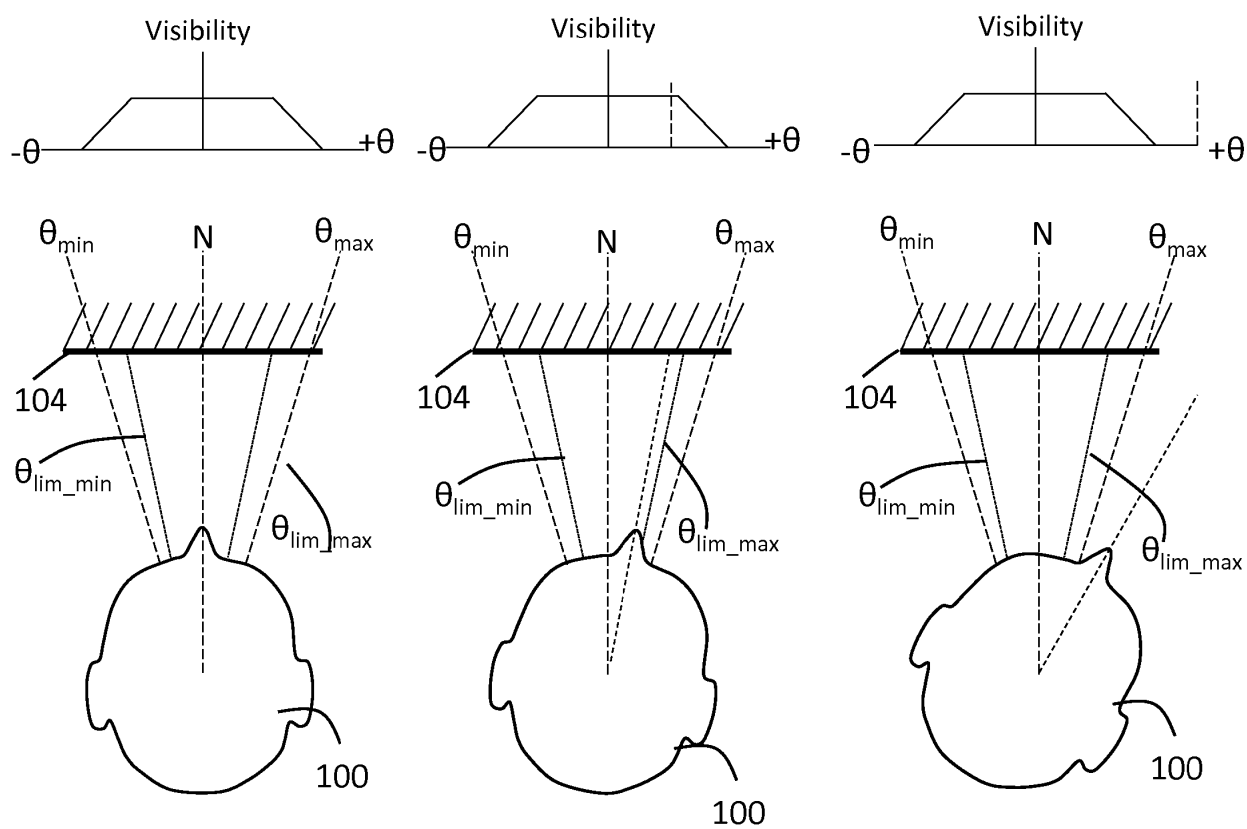 Visibility
-θ +θ
θmin N θmax
104
θlim_min
θlim_max
100
Visibility
-θ +θ
θmin N θmax
104
θlim_min
θlim_max
100
Visibility
-θ +θ
θmin N θmax
104
θlim_min
θlim_max
100